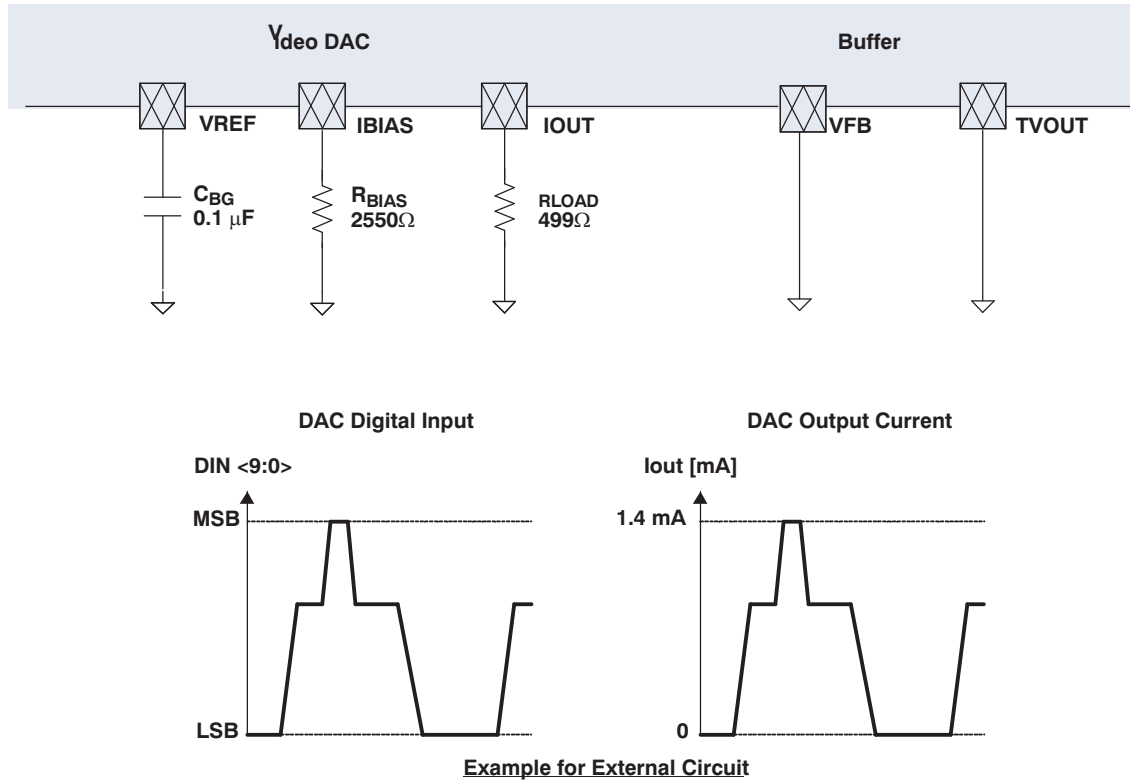 Video DAC
Buffer
VREF
IBIAS
IOUT
VFB
TVOUT
CBG
0.1 μF
RBIAS
2550Ω
RLOAD
499Ω
DAC Digital Input
DAC Output Current
DIN <9:0>
Iout [mA]
MSB
1.4 mA
LSB
0
Example for External Circuit